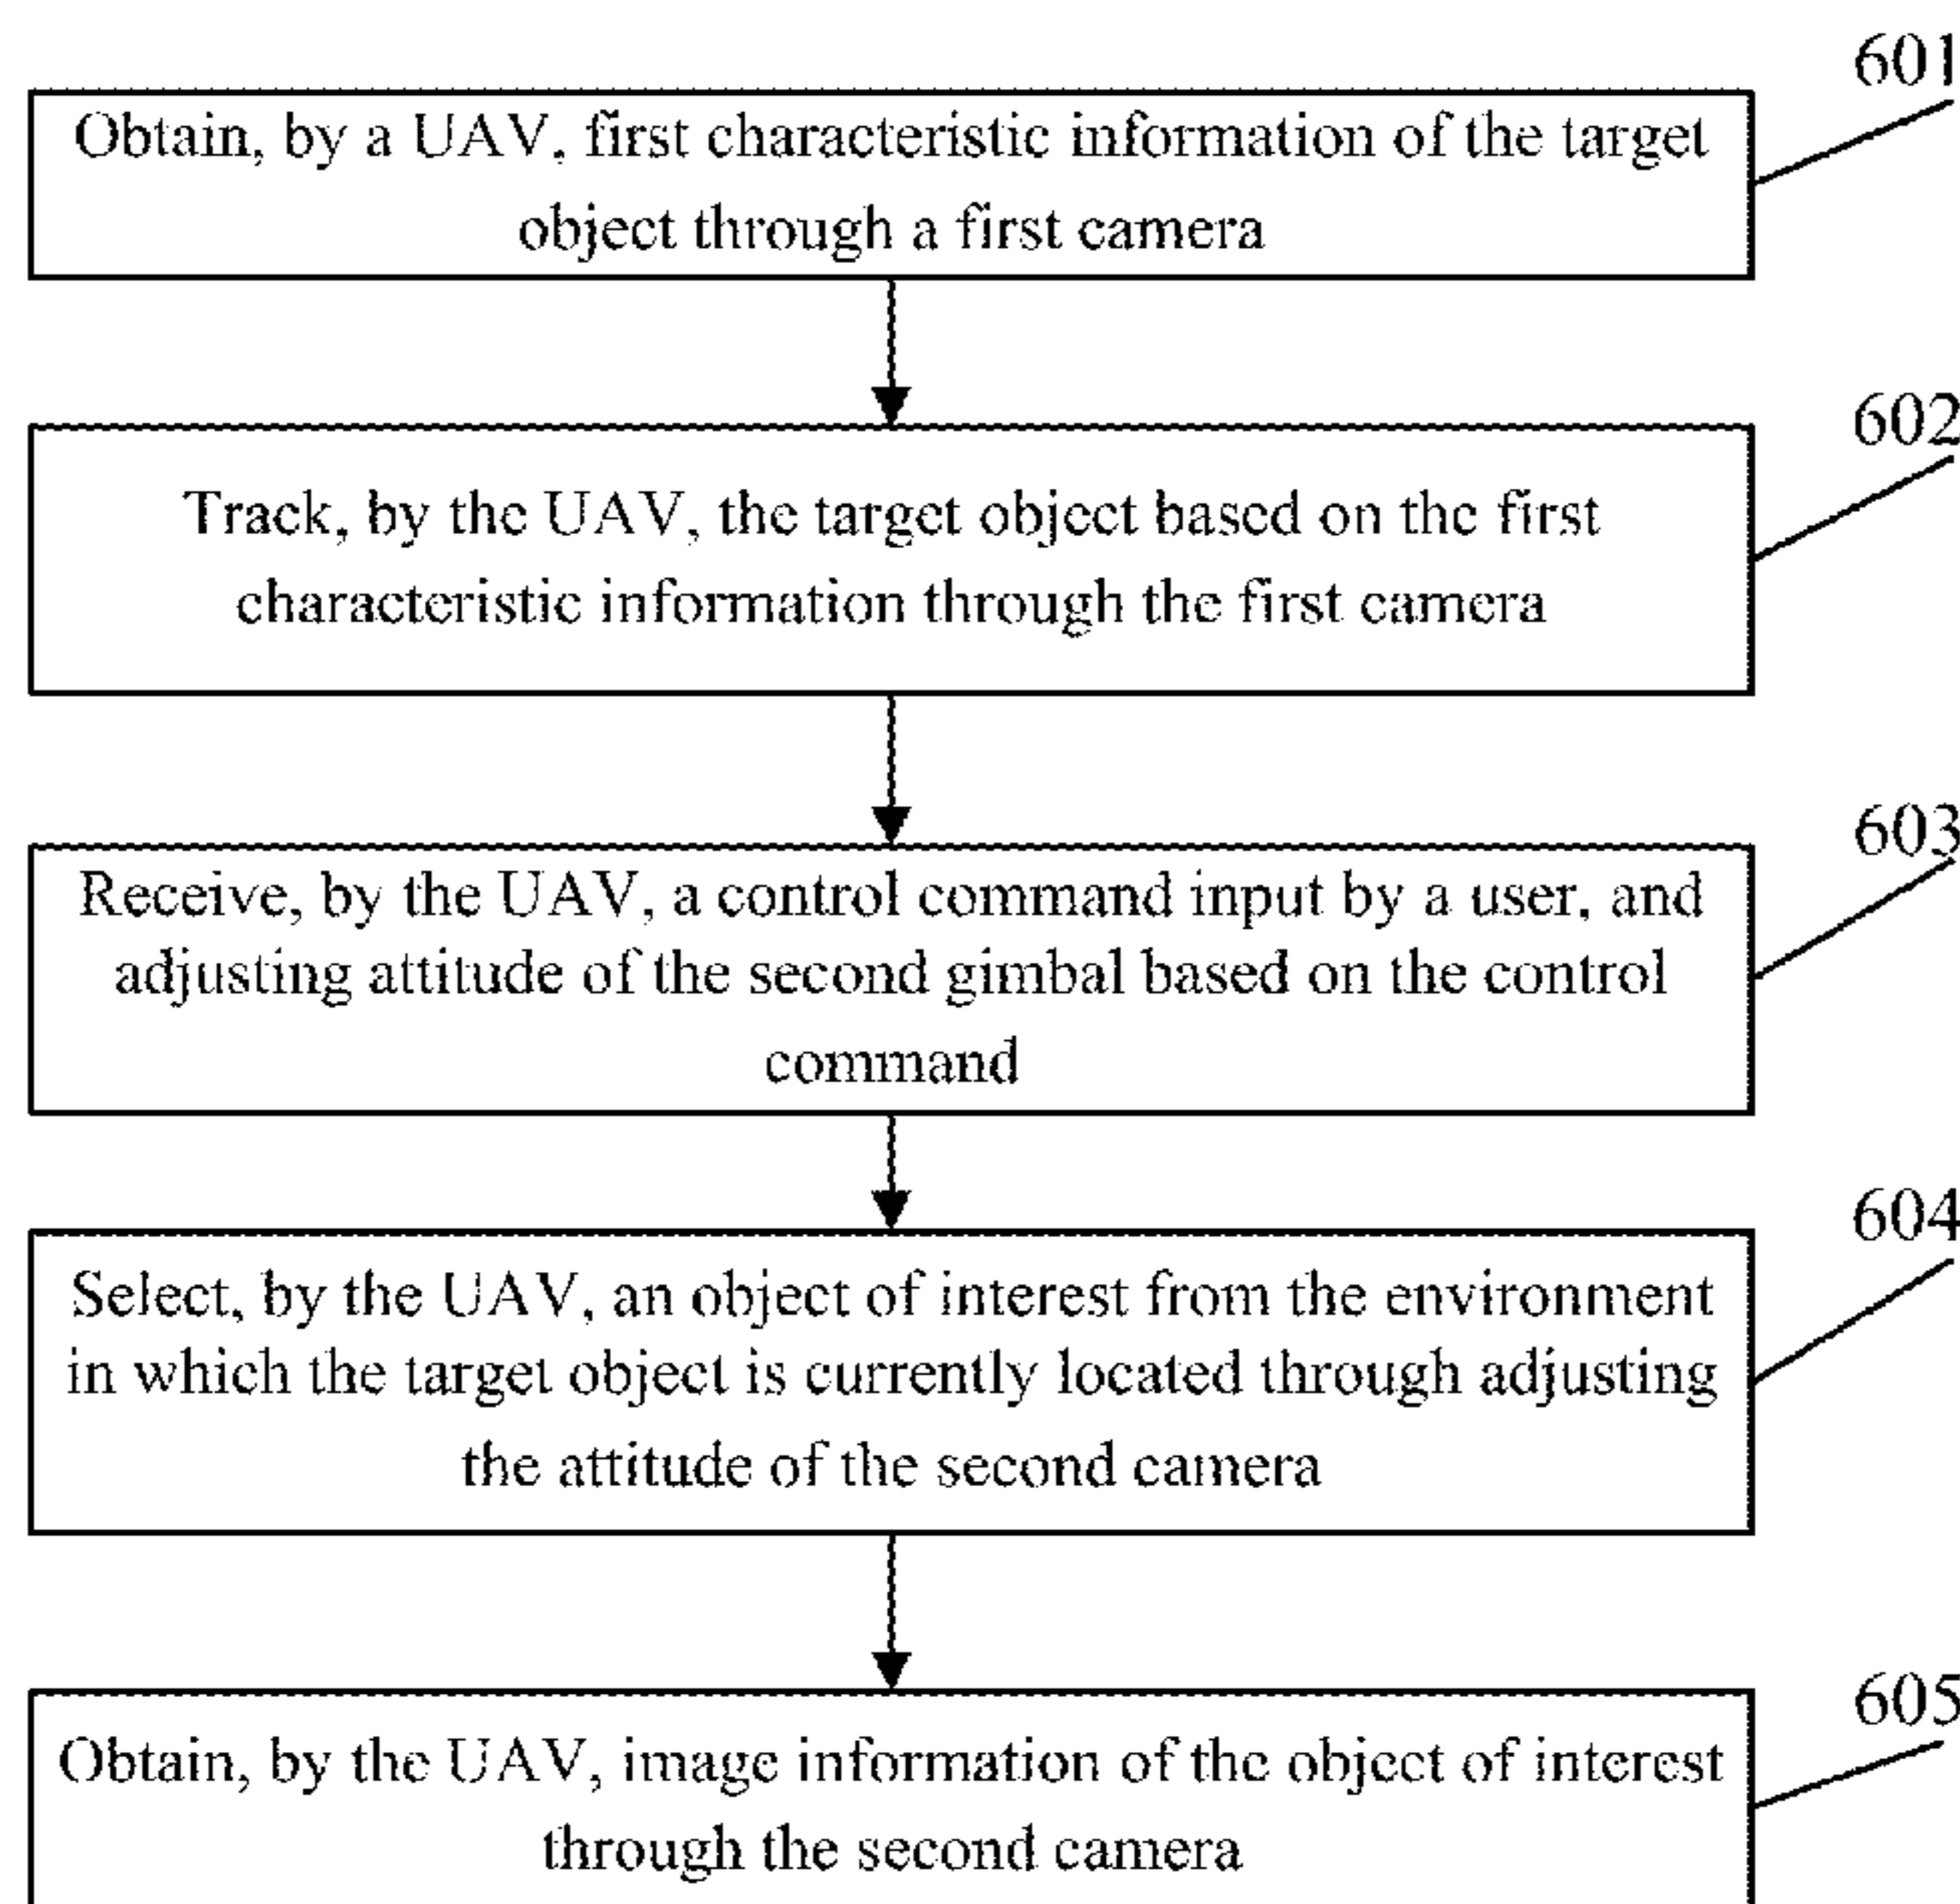 601
Obtain, by a UAV, first characteristic information of the target
object through a first camera
602
Track, by the UAV, the target object based on the first
characteristic information through the first camera
603
Receive, by the UAV, a control command input by a user, and
adjusting attitude of the second gimbal based on the control
command
604
Select, by the UAV, an object of interest from the environment
in which the target object is currently located through adjusting
the attitude of the second camera
605
Obtain, by the UAV, image information of the object of interest
through the second camera